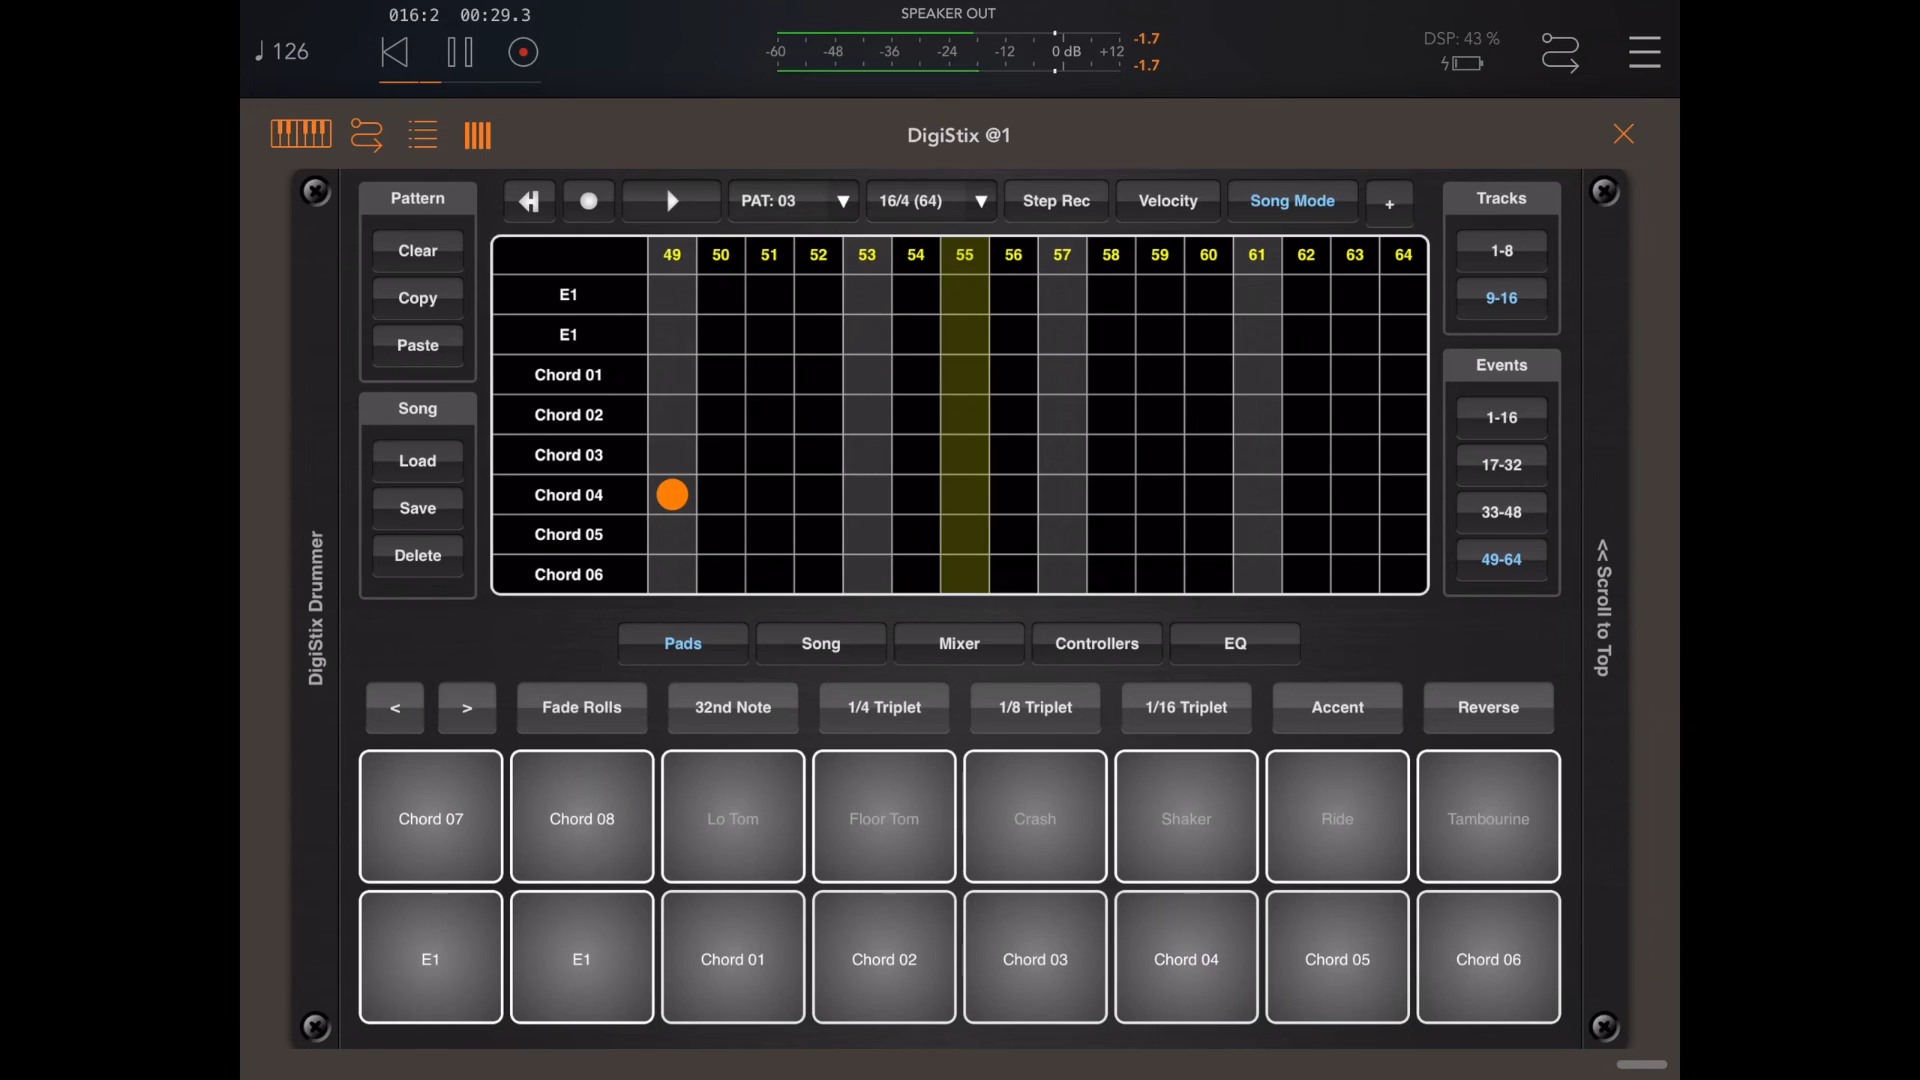 016:2 00:29.3
SPEAKER OUT
126
-60 -48 -36 -24 -12 0 dB +12
-1.7
-1.7
DSP: 43 %
DigiStix @1
Pattern
Clear
Copy
Paste
Song
Load
Save
Delete
PAT: 03 ▼ 16/4 (64) ▼ Step Rec Velocity Song Mode +
49 50 51 52 53 54 55 56 57 58 59 60 61 62 63 64
E1
E1
Chord 01
Chord 02
Chord 03
Chord 04
Chord 05
Chord 06
Tracks
1-8
9-16
Events
1-16
17-32
33-48
49-64
DigiStix Drummer
<< Scroll to Top
Pads Song Mixer Controllers EQ
< > Fade Rolls 32nd Note 1/4 Triplet 1/8 Triplet 1/16 Triplet Accent Reverse
Chord 07 Chord 08 Lo Tom Floor Tom Crash Shaker Ride Tambourine
E1 E1 Chord 01 Chord 02 Chord 03 Chord 04 Chord 05 Chord 06